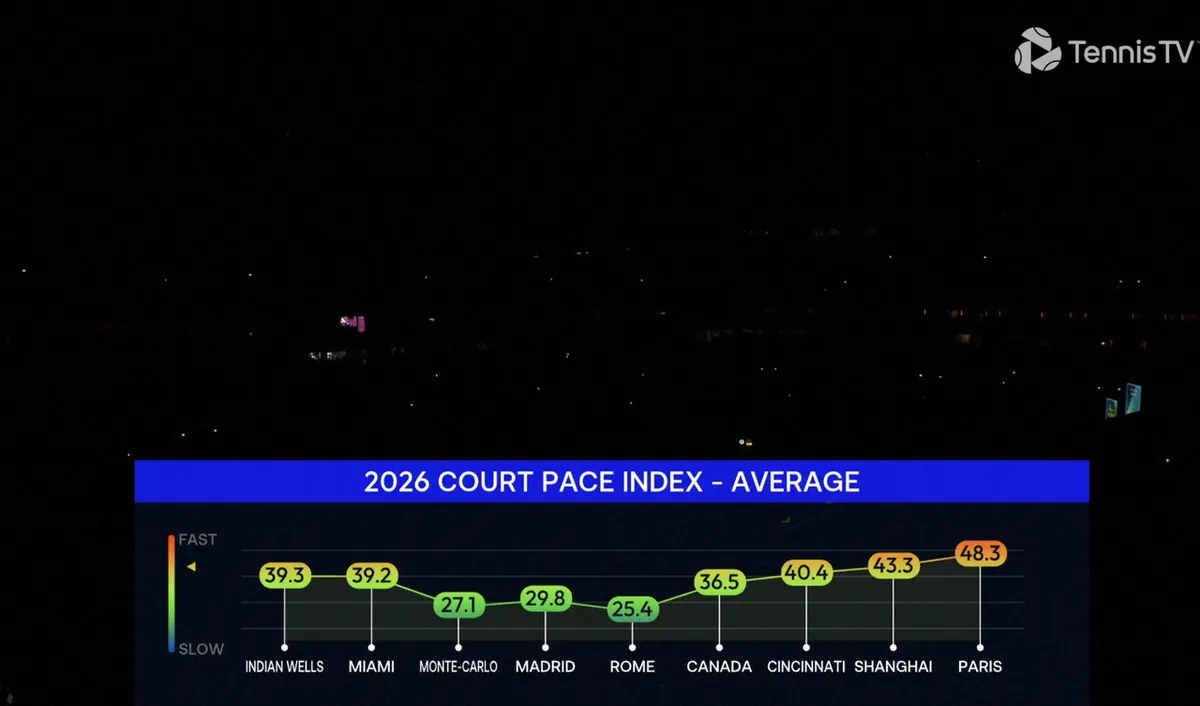 TennisTV
2026 COURT PACE INDEX - AVERAGE
FAST
39.3 39.2 27.1 29.8 25.4 36.5 40.4 43.3 48.3
SLOW
INDIAN WELLS MIAMI MONTE-CARLO MADRID ROME CANADA CINCINNATI SHANGHAI PARIS